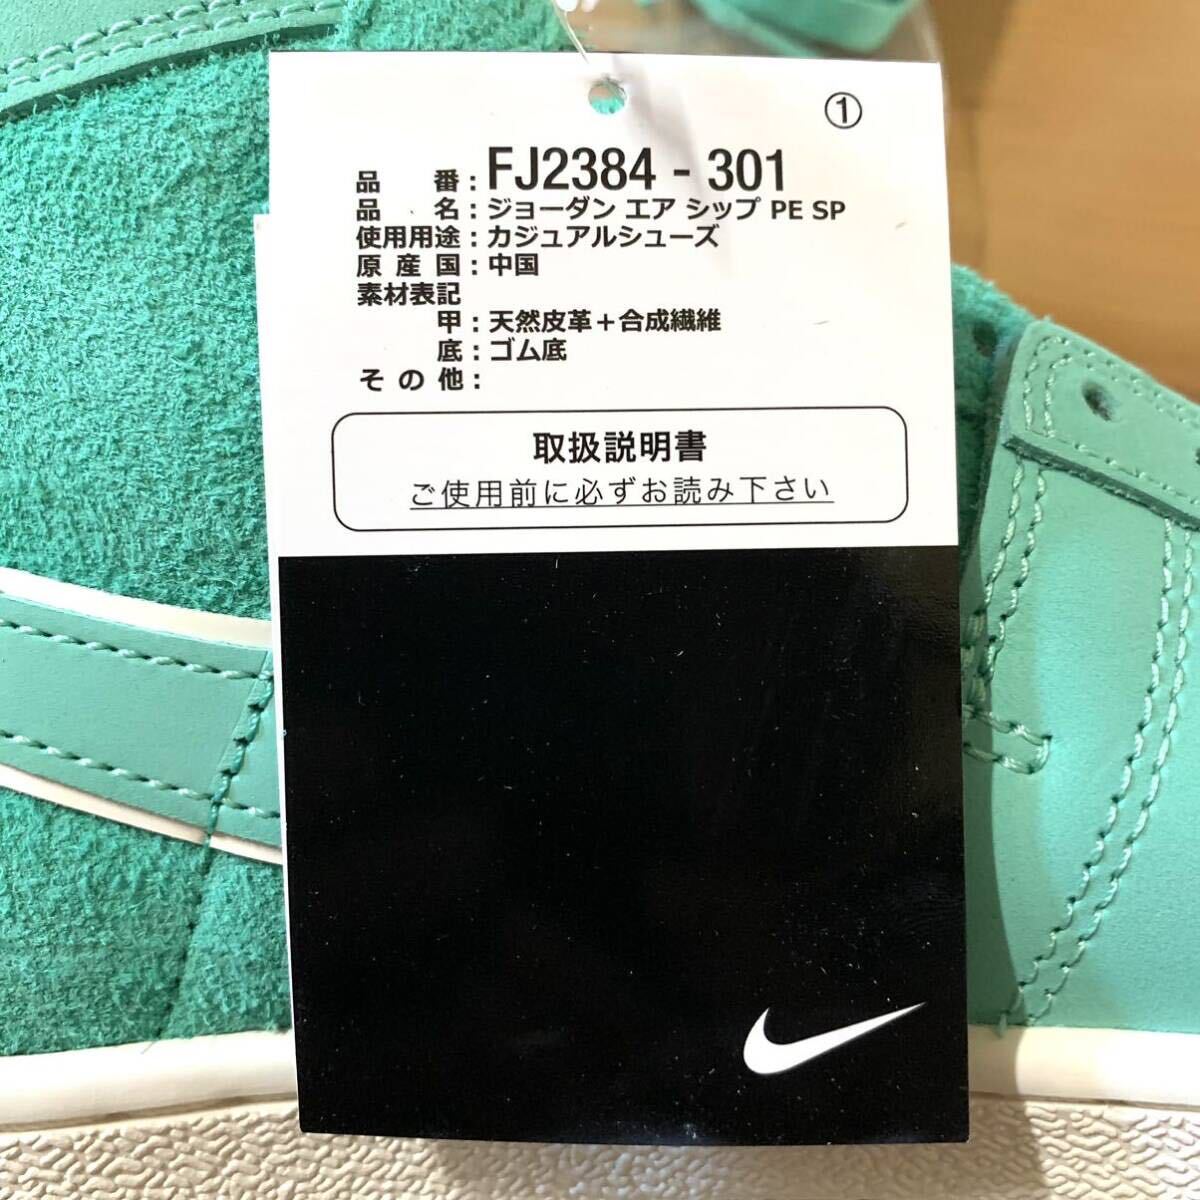 ①
品番：FJ2384 - 301
品名：ジョーダン エア シップ PE SP
使用用途：カジュアルシューズ
原産国：中国
素材表記
甲：天然皮革＋合成繊維
底：ゴム底
その他：
取扱説明書
ご使用前に必ずお読み下さい